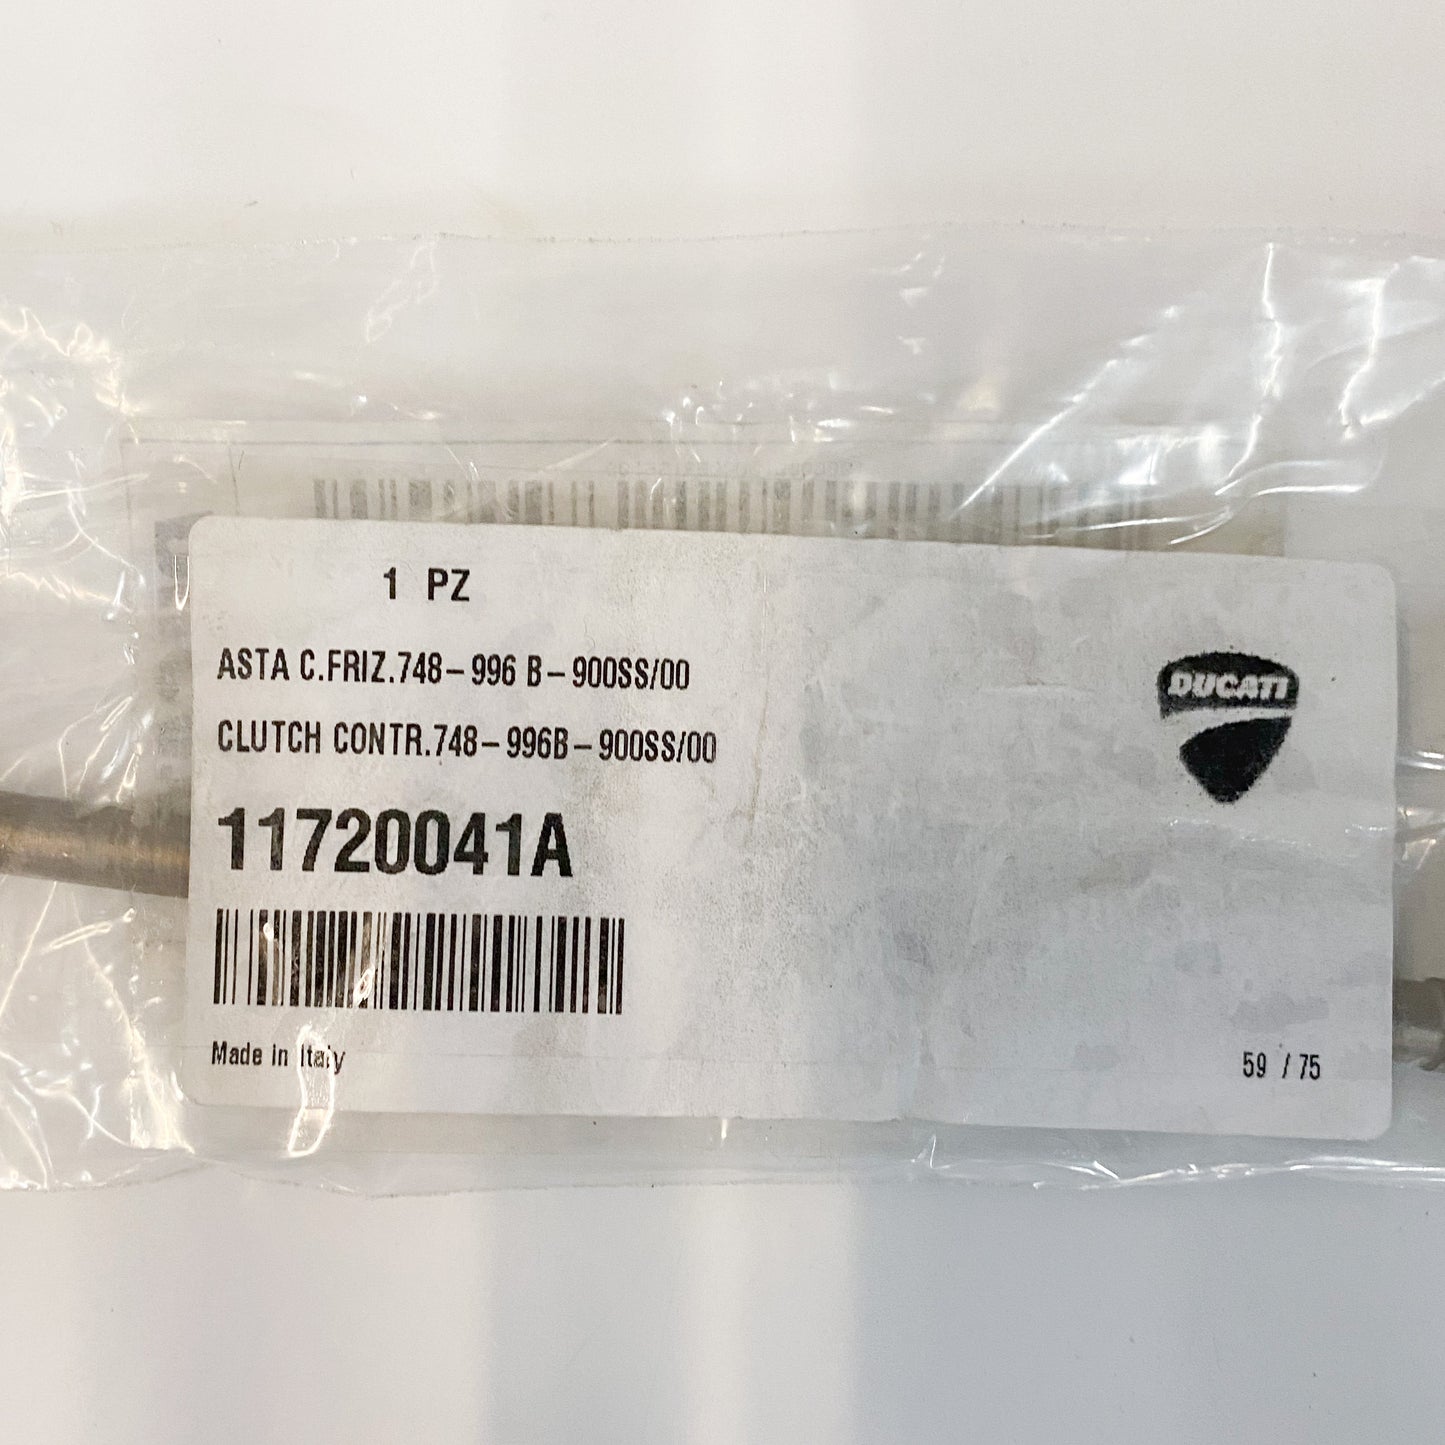 1 PZ
ASTA C.FRIZ.748-996 B-900SS/00
DUCATI
CLUTCH CONTR.748-996B-900SS/00
11720041A
Made in Italy
59 / 75